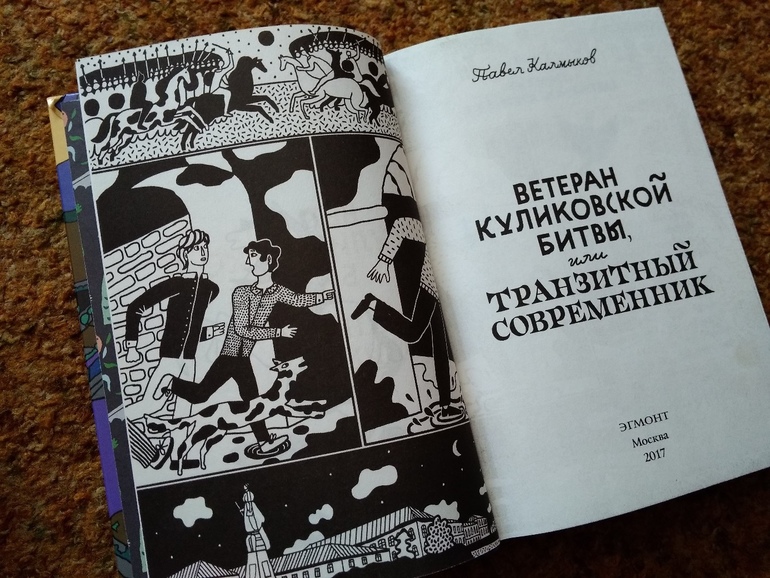 Павел Калмыков
ВЕТЕРАН
КУЛИКОВСКОЙ
БИТВЫ,
или
ТРАНЗИТНЫЙ
СОВРЕМЕННИК
ЭГМОНТ
Москва
2017